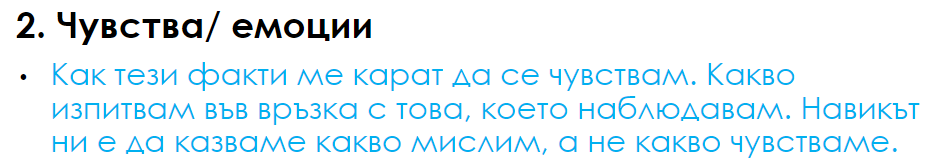 2. Чувства/ емоции
• Как тези факти ме карат да се чувствам. Какво
изпитвам във връзка с това, което наблюдавам. Навикът
ни е да казваме какво мислим, а не какво чувстваме.